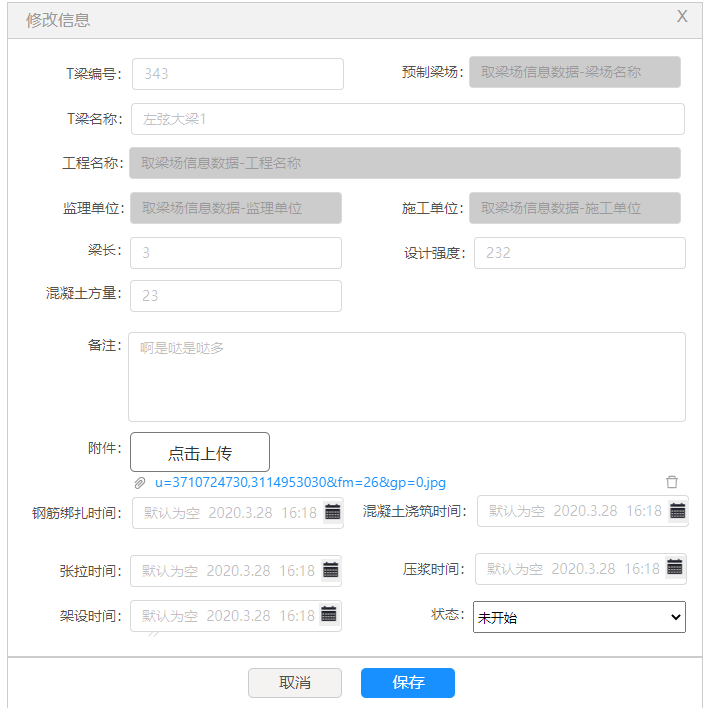 修改信息 X
T梁编号： 343 预制梁场： 取梁场信息数据-梁场名称
T梁名称： 左弦大梁1
工程名称： 取梁场信息数据-工程名称
监理单位： 取梁场信息数据-监理单位 施工单位： 取梁场信息数据-施工单位
梁长： 3 设计强度： 232
混凝土方量： 23
备注： 啊是哒是哒多
附件： 点击上传
u=3710724730,3114953030&fm=26&gp=0.jpg
钢筋绑扎时间： 默认为空 2020.3.28 16:18 混凝土浇筑时间： 默认为空 2020.3.28 16:18
张拉时间： 默认为空 2020.3.28 16:18 压浆时间： 默认为空 2020.3.28 16:18
架设时间： 默认为空 2020.3.28 16:18 状态： 未开始
取消 保存